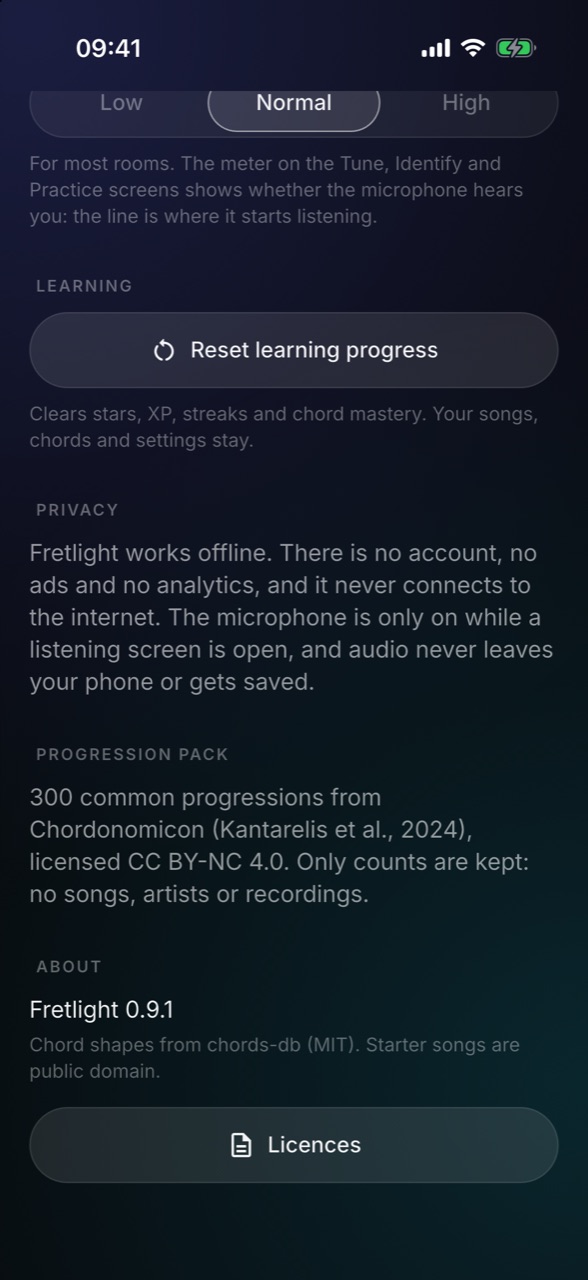 09:41
Low Normal High
For most rooms. The meter on the Tune, Identify and
Practice screens shows whether the microphone hears
you: the line is where it starts listening.
LEARNING
Reset learning progress
Clears stars, XP, streaks and chord mastery. Your songs,
chords and settings stay.
PRIVACY
Fretlight works offline. There is no account, no
ads and no analytics, and it never connects to
the internet. The microphone is only on while a
listening screen is open, and audio never leaves
your phone or gets saved.
PROGRESSION PACK
300 common progressions from
Chordonomicon (Kantarelis et al., 2024),
licensed CC BY-NC 4.0. Only counts are kept:
no songs, artists or recordings.
ABOUT
Fretlight 0.9.1
Chord shapes from chords-db (MIT). Starter songs are
public domain.
Licences